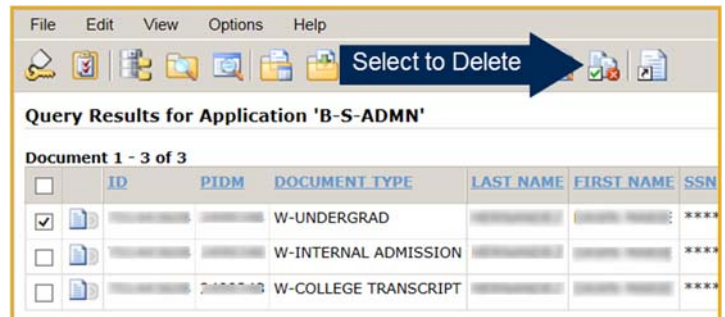 File Edit View Options Help
Select to Delete
Query Results for Application 'B-S-ADMN'
Document 1 - 3 of 3
ID PIDM DOCUMENT TYPE LAST NAME FIRST NAME SSN
W-UNDERGRAD ****
W-INTERNAL ADMISSION ****
W-COLLEGE TRANSCRIPT ****